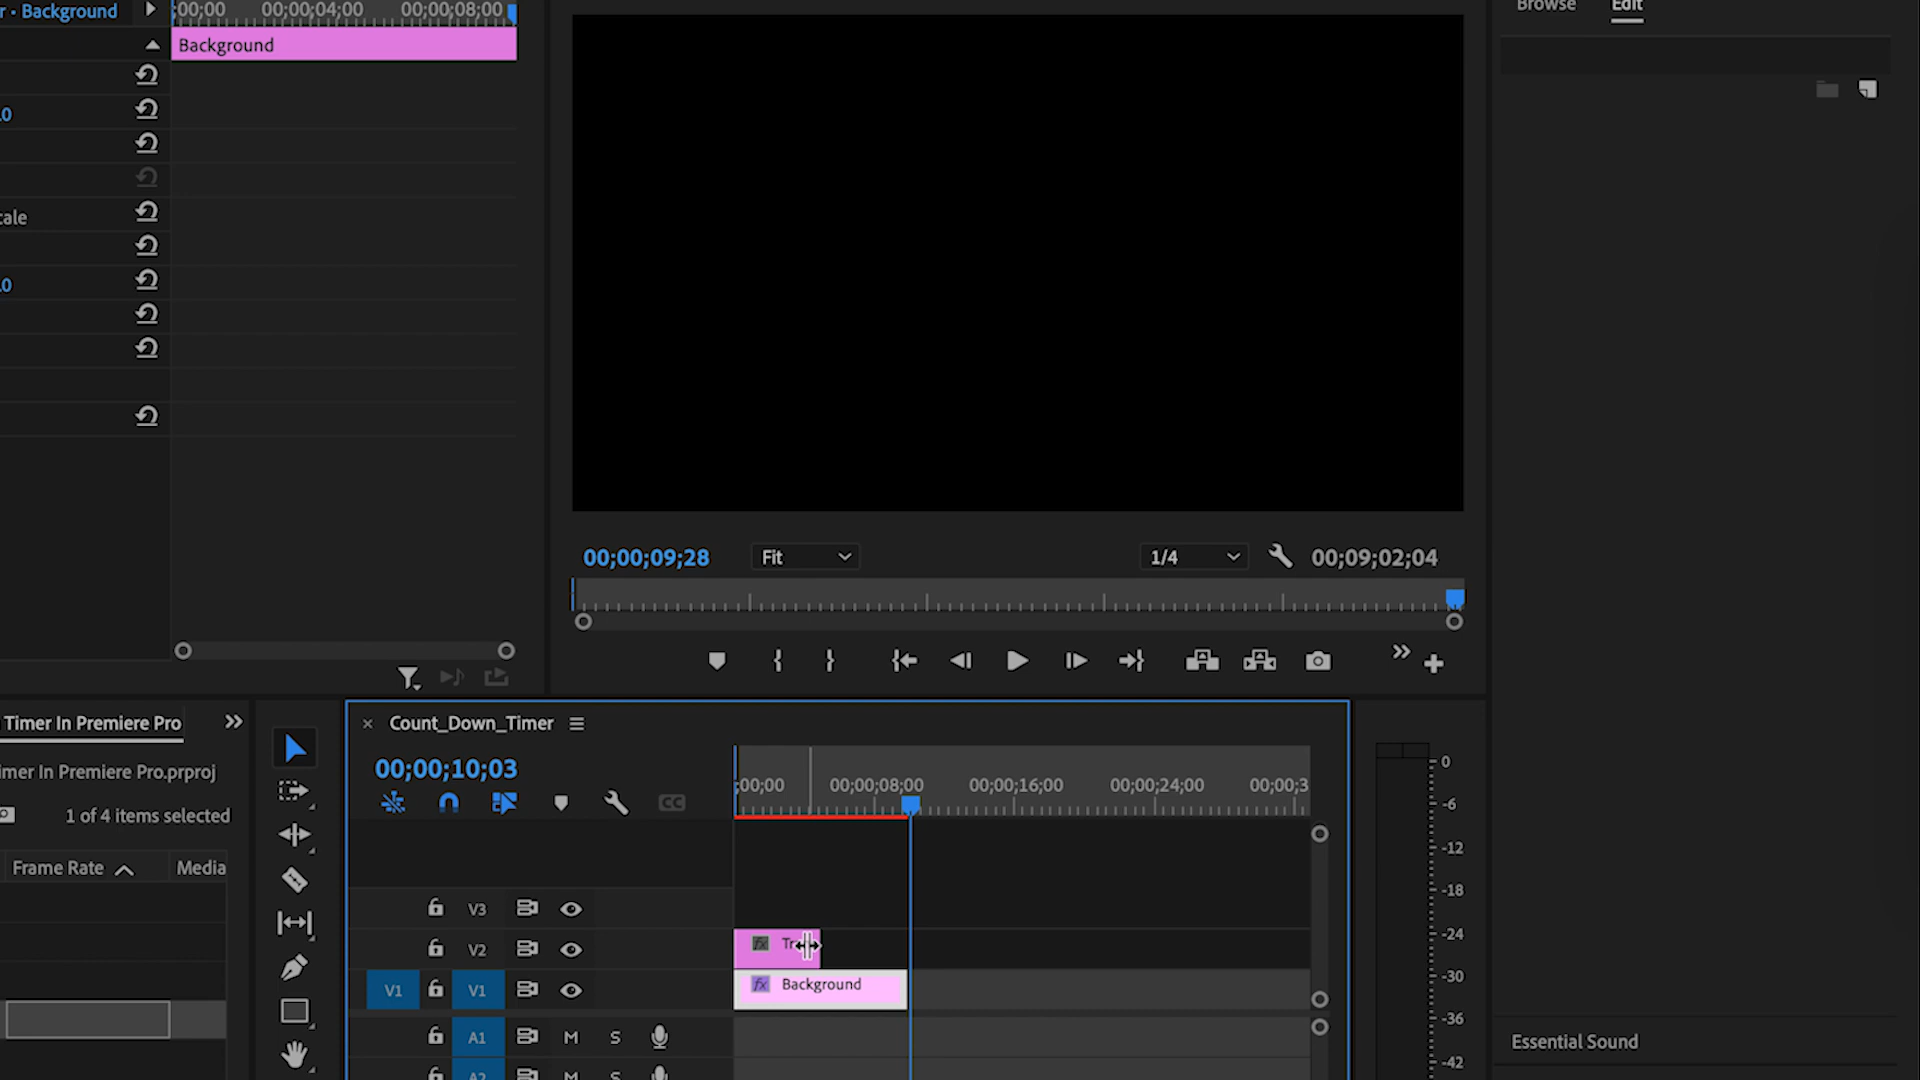 r · Background
;00;00 00;00;04;00 00;00;08;00
Browse Edit
Background
.0
cale
.0
00;00;09;28 Fit 1/4 00;09;02;04
Timer In Premiere Pro
Count_Down_Timer
imer In Premiere Pro.prproj
00;00;10;03
;00;00 00;00;08;00 00;00;16;00 00;00;24;00 00;00;3
CC
1 of 4 items selected
Frame Rate Media
V3
V2 fx Tr
V1 V1 fx Background
A1 M S
A2 M S
0
-6
-12
-18
-24
-30
-36
-42
Essential Sound